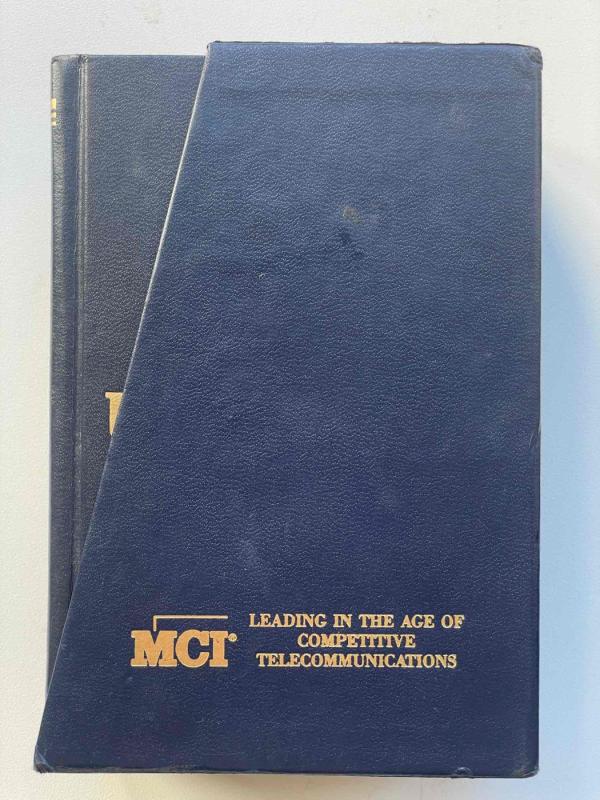 MCI®
LEADING IN THE AGE OF
COMPETITIVE
TELECOMMUNICATIONS